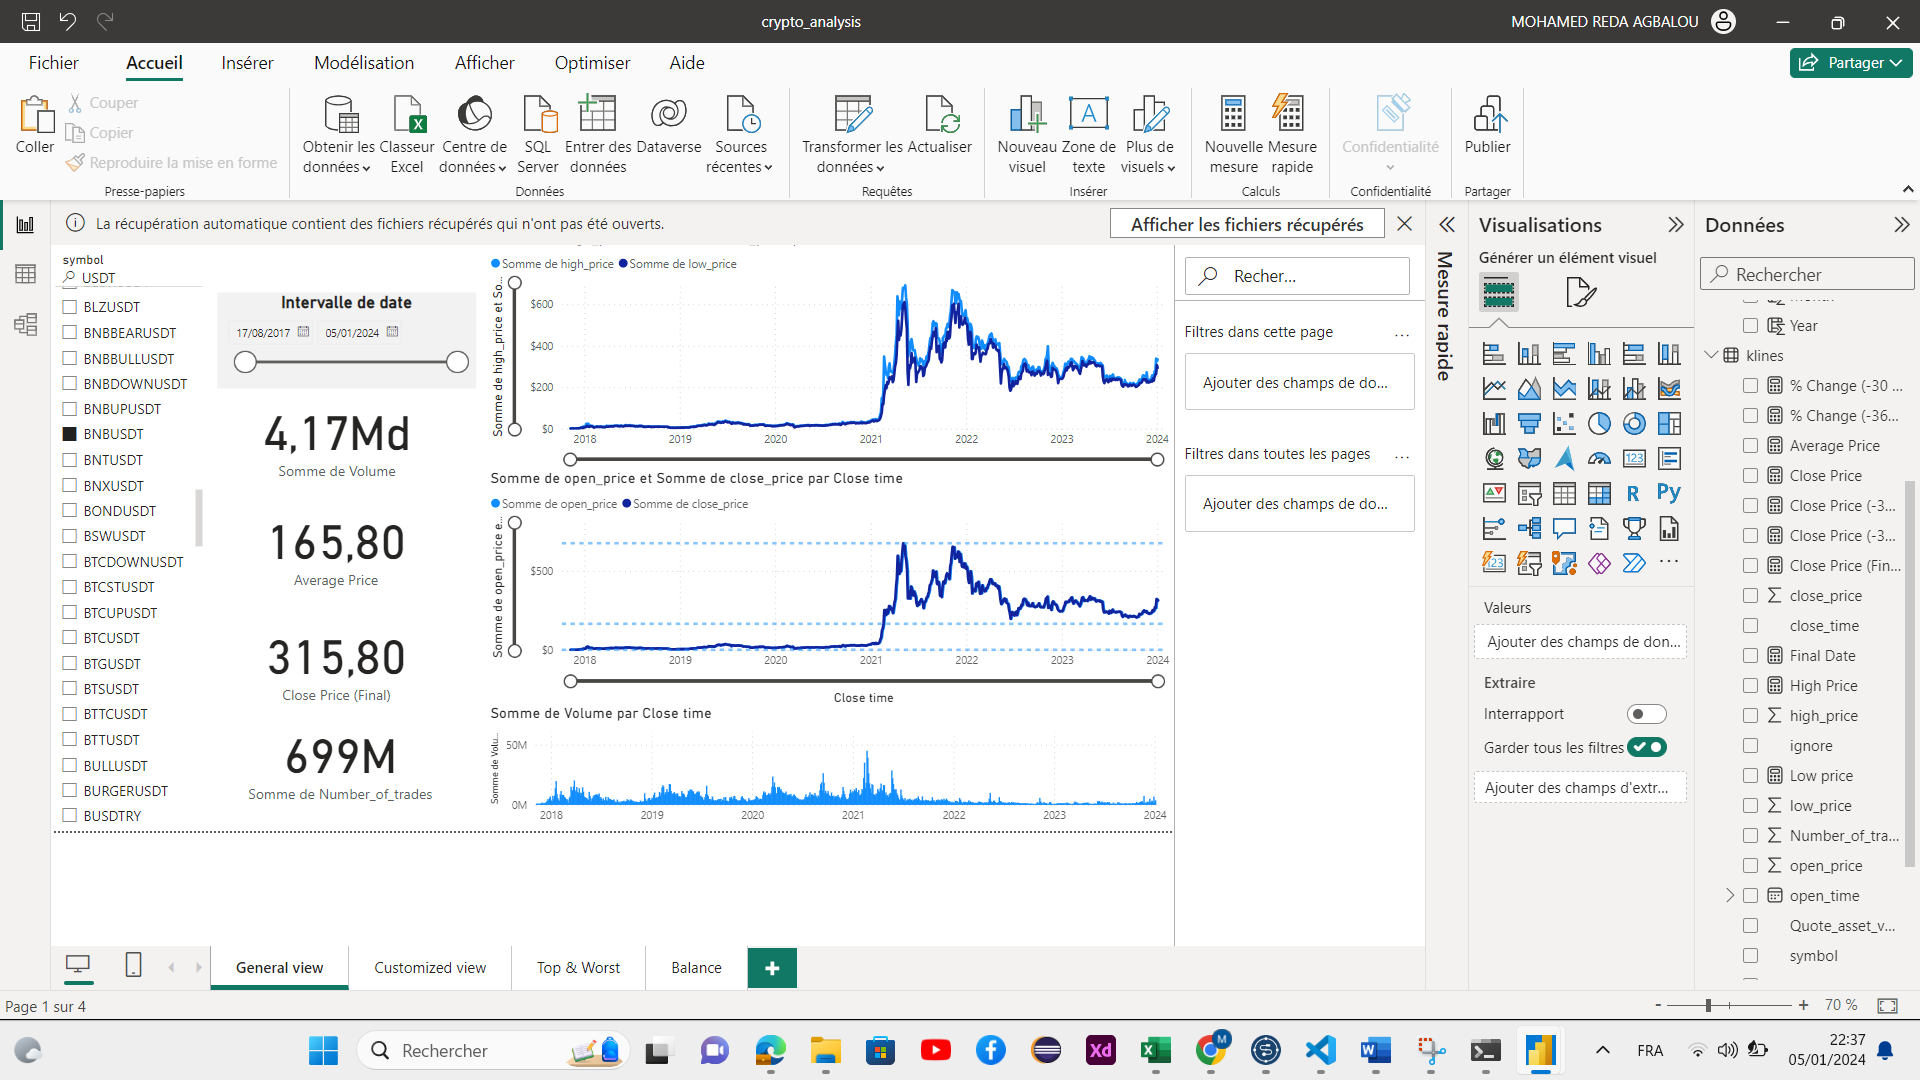 crypto_analysis
MOHAMED REDA AGBALOU
Fichier
Accueil
Insérer
Modélisation
Afficher
Optimiser
Aide
Partager
Coller
Couper
Copier
Reproduire la mise en forme
Presse-papiers
Obtenir les
données
Classeur
Excel
Centre de
données
SQL
Server
Entrer des
données
Dataverse
Sources
récentes
Données
Transformer les
données
Actualiser
Requêtes
Nouveau
visuel
Zone de
texte
Plus de
visuels
Insérer
Nouvelle
mesure
Mesure
rapide
Calculs
Confidentialité
Confidentialité
Publier
Partager
La récupération automatique contient des fichiers récupérés qui n'ont pas été ouverts.
Afficher les fichiers récupérés
symbol
USDT
BLZUSDT
BNBBEARUSDT
BNBBULLUSDT
BNBDOWNUSDT
BNBUPUSDT
BNBUSDT
BNTUSDT
BNXUSDT
BONDUSDT
BSWUSDT
BTCDOWNUSDT
BTCSTUSDT
BTCUPUSDT
BTCUSDT
BTGUSDT
BTSUSDT
BTTCUSDT
BTTUSDT
BULLUSDT
BURGERUSDT
BUSDTRY
Intervalle de date
17/08/2017
05/01/2024
4,17Md
Somme de Volume
165,80
Average Price
315,80
Close Price (Final)
699M
Somme de Number_of_trades
Somme de high_price
Somme de low_price
Somme de high_price et So...
$600
$400
$200
$0
2018
2019
2020
2021
2022
2023
2024
Somme de open_price et Somme de close_price par Close time
Somme de open_price
Somme de close_price
Somme de open_price e...
$500
$0
2018
2019
2020
2021
2022
2023
2024
Close time
Somme de Volume par Close time
Somme de Volu...
50M
0M
2018
2019
2020
2021
2022
2023
2024
Recher...
Filtres dans cette page
...
Ajouter des champs de do...
Filtres dans toutes les pages
...
Ajouter des champs de do...
Mesure rapide
Visualisations
Générer un élément visuel
123
R
Py
123
...
Valeurs
Ajouter des champs de don...
Extraire
Interrapport
Garder tous les filtres
Ajouter des champs d'extr...
Données
Rechercher
Year
klines
% Change (-30 ...
% Change (-36...
Average Price
Close Price
Close Price (-3...
Close Price (-3...
Close Price (Fin...
close_price
close_time
Final Date
High Price
high_price
ignore
Low price
low_price
Number_of_tra...
open_price
open_time
Quote_asset_v...
symbol
General view
Customized view
Top & Worst
Balance
+
Page 1 sur 4
- + 70 %
Rechercher
Xd
M
FRA
22:37
05/01/2024